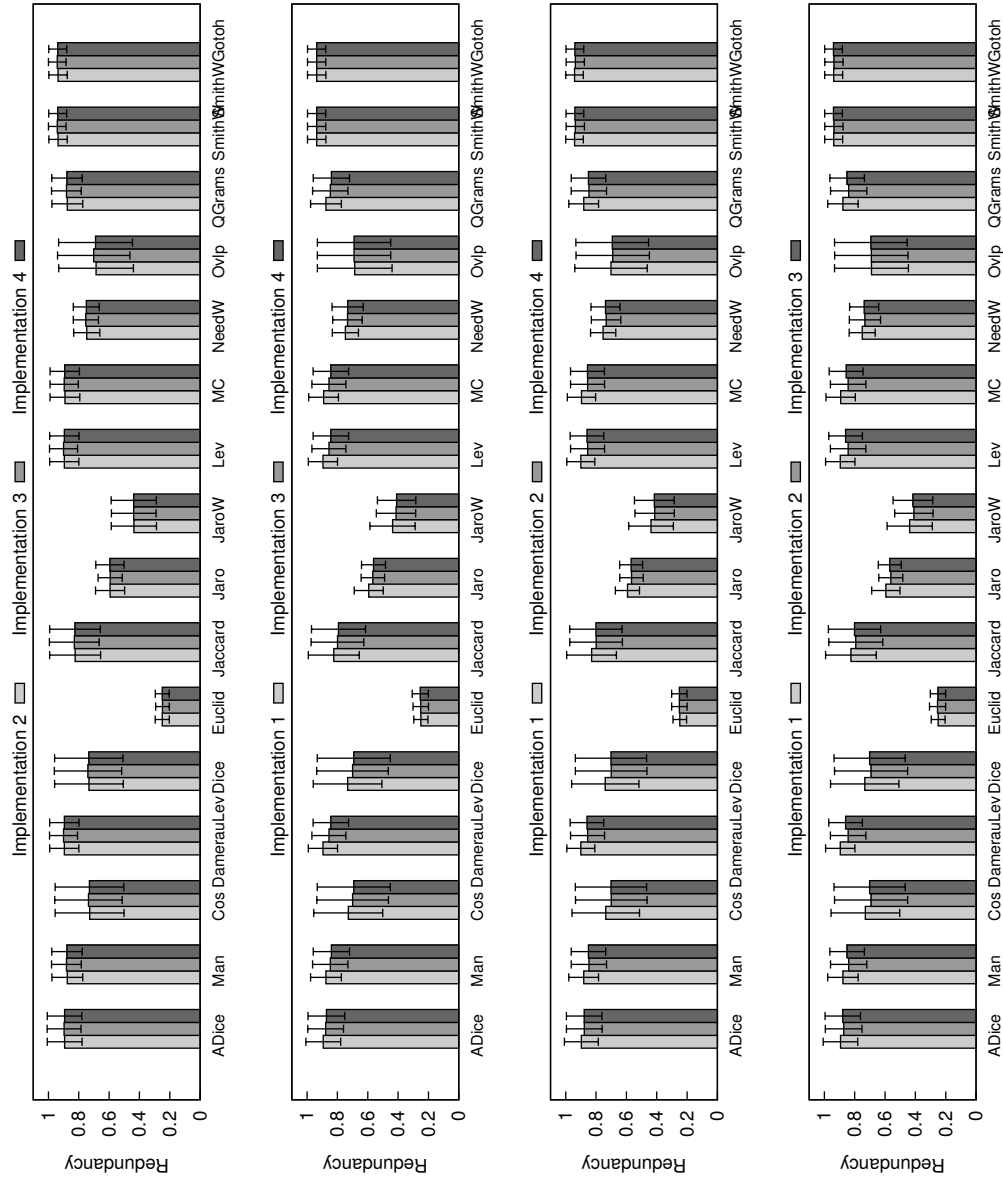 Implementation 2 Implementation 3 Implementation 4
Redundancy
1
0.8
0.6
0.4
0.2
0
ADice Man Cos DamerauLev Dice Euclid Jaccard Jaro JaroW Lev MC NeedW Ovlp QGrams SmithW SmithWGotoh
Implementation 1 Implementation 3 Implementation 4
Redundancy
1
0.8
0.6
0.4
0.2
0
ADice Man Cos DamerauLev Dice Euclid Jaccard Jaro JaroW Lev MC NeedW Ovlp QGrams SmithW SmithWGotoh
Implementation 1 Implementation 2 Implementation 4
Redundancy
1
0.8
0.6
0.4
0.2
0
ADice Man Cos DamerauLev Dice Euclid Jaccard Jaro JaroW Lev MC NeedW Ovlp QGrams SmithW SmithWGotoh
Implementation 1 Implementation 2 Implementation 3
Redundancy
1
0.8
0.6
0.4
0.2
0
ADice Man Cos DamerauLev Dice Euclid Jaccard Jaro JaroW Lev MC NeedW Ovlp QGrams SmithW SmithWGotoh